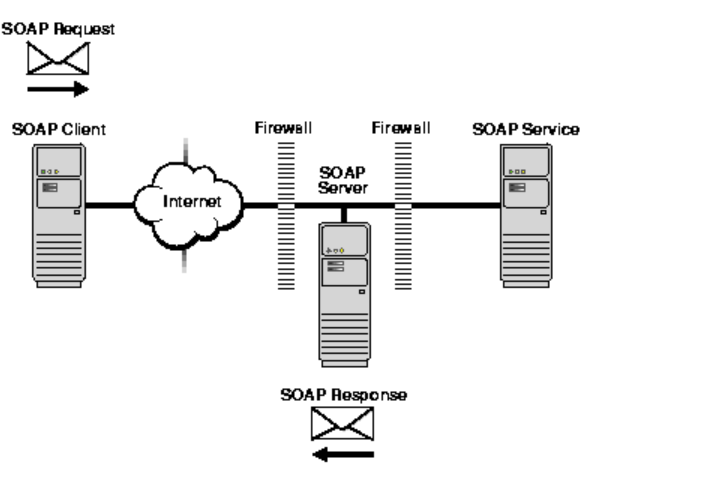 SOAP Request
SOAP Client
Firewall
Firewall
SOAP Service
SOAP
Server
Internet
SOAP Response